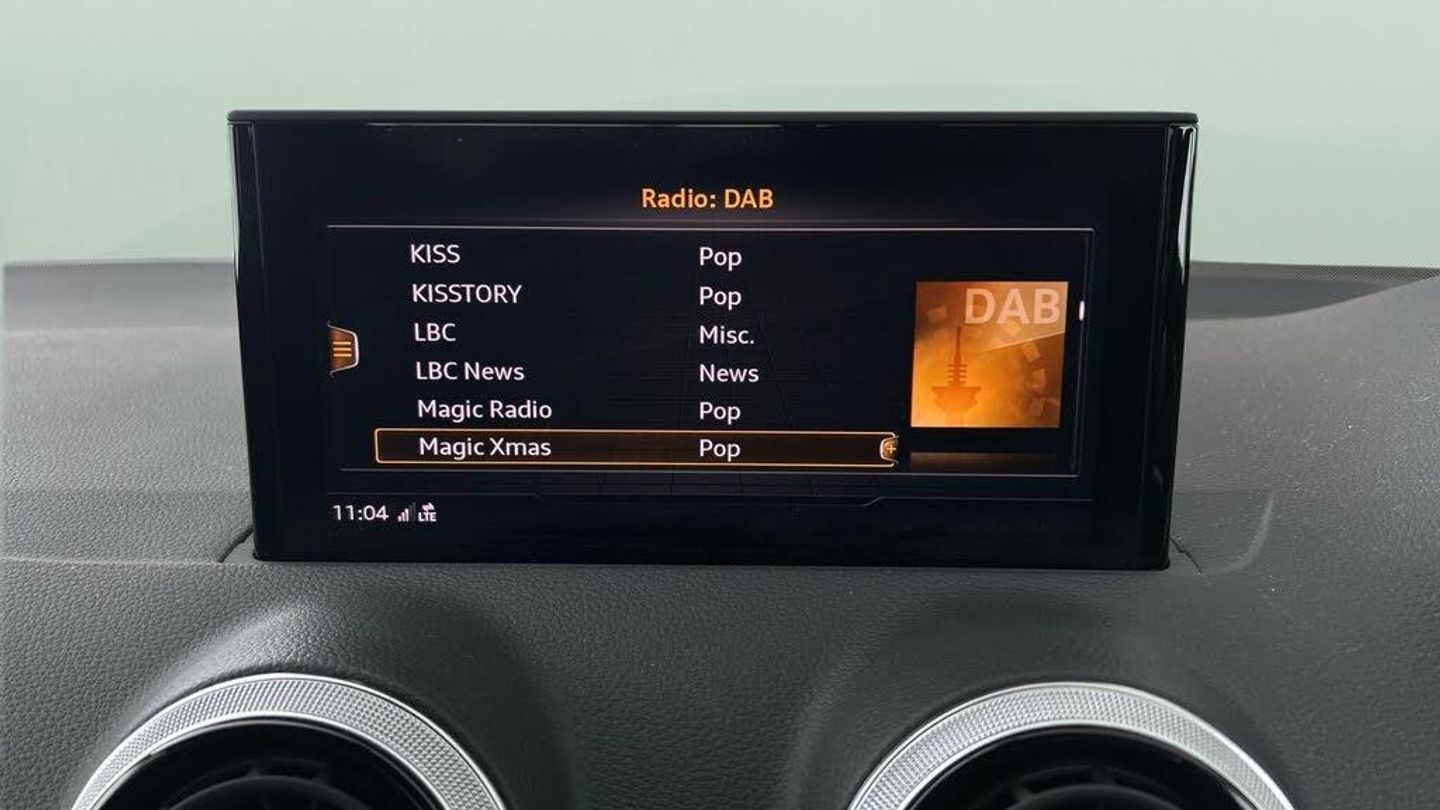 Radio: DAB
KISS Pop
KISSTORY Pop
LBC Misc.
LBC News News
Magic Radio Pop
Magic Xmas Pop
DAB
11:04 LTE